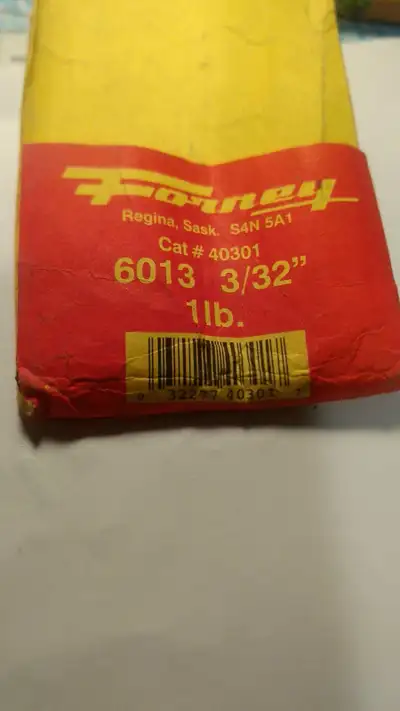 Forney
Regina, Sask. S4N 5A1
Cat # 40301
6013 3/32"
1lb.
0 32277 40301 7